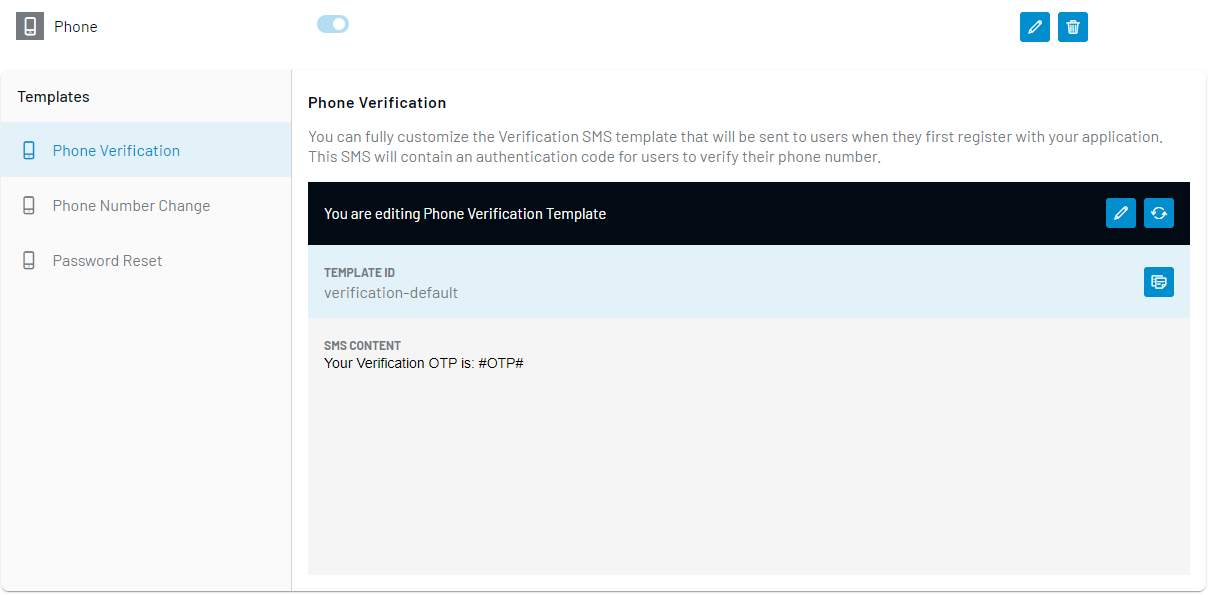 Phone
Templates
Phone Verification
Phone Number Change
Password Reset
Phone Verification
You can fully customize the Verification SMS template that will be sent to users when they first register with your application.
This SMS will contain an authentication code for users to verify their phone number.
You are editing Phone Verification Template
TEMPLATE ID
verification-default
SMS CONTENT
Your Verification OTP is: #OTP#